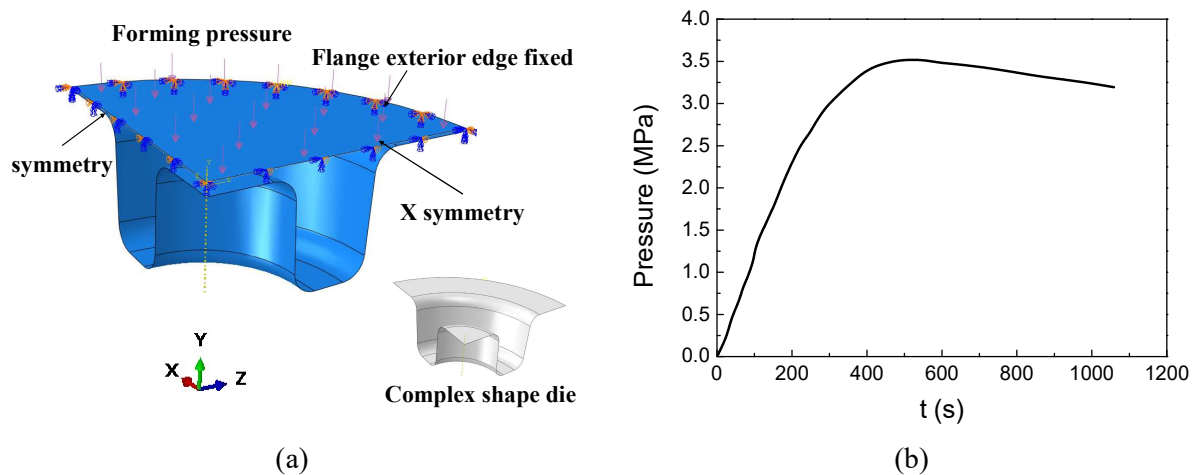 Forming pressure
Flange exterior edge fixed
symmetry
X symmetry
Y
X
Z
Complex shape die
(a)
4.0
3.5
3.0
2.5
2.0
1.5
1.0
0.5
0.0
Pressure (MPa)
0 200 400 600 800 1000 1200
t (s)
(b)